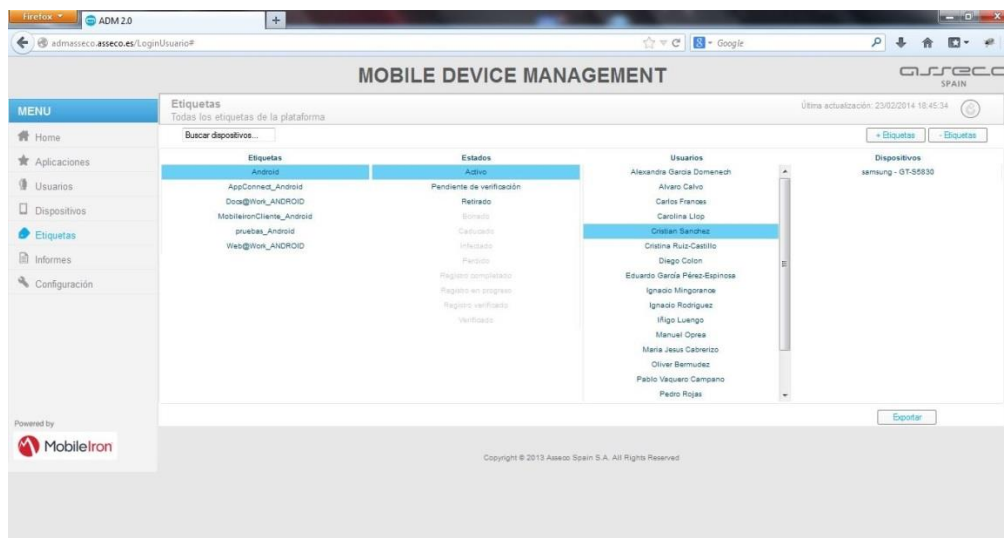 Firefox
ADM 2.0
admasseco.asseco.es/LoginUsuario#
Google
MOBILE DEVICE MANAGEMENT
asseco
SPAIN
MENU
Home
Aplicaciones
Usuarios
Dispositivos
Etiquetas
Informes
Configuración
Powered by
MobileIron
Etiquetas
Todas los etiquetas de la plataforma
Última actualización: 23/02/2014 18:45:34
Buscar dispositivos...
+ Etiquetas
- Etiquetas
Etiquetas
Android
AppConnect_Android
Docs@Work_ANDROID
MobileironCliente_Android
pruebas_Android
Web@Work_ANDROID
Estados
Activo
Pendiente de verificación
Retirado
Borrado
Caducado
Infectado
Perdido
Registro completado
Registro en progreso
Registro verificado
Verificado
Usuarios
Alexandra Garcia Domenech
Alvaro Calvo
Carlos Frances
Carolina Llop
Cristian Sanchez
Cristina Ruiz-Castillo
Diego Colon
Eduardo García Pérez-Espinosa
Ignacio Mingorance
Ignacio Rodriguez
Iñigo Luengo
Manuel Oprea
Maria Jesus Cabrerizo
Oliver Bermudez
Pablo Vaquero Campano
Pedro Rojas
Dispositivos
samsung - GT-S5830
Exportar
Copyright © 2013 Asseco Spain S.A. All Rights Reserved